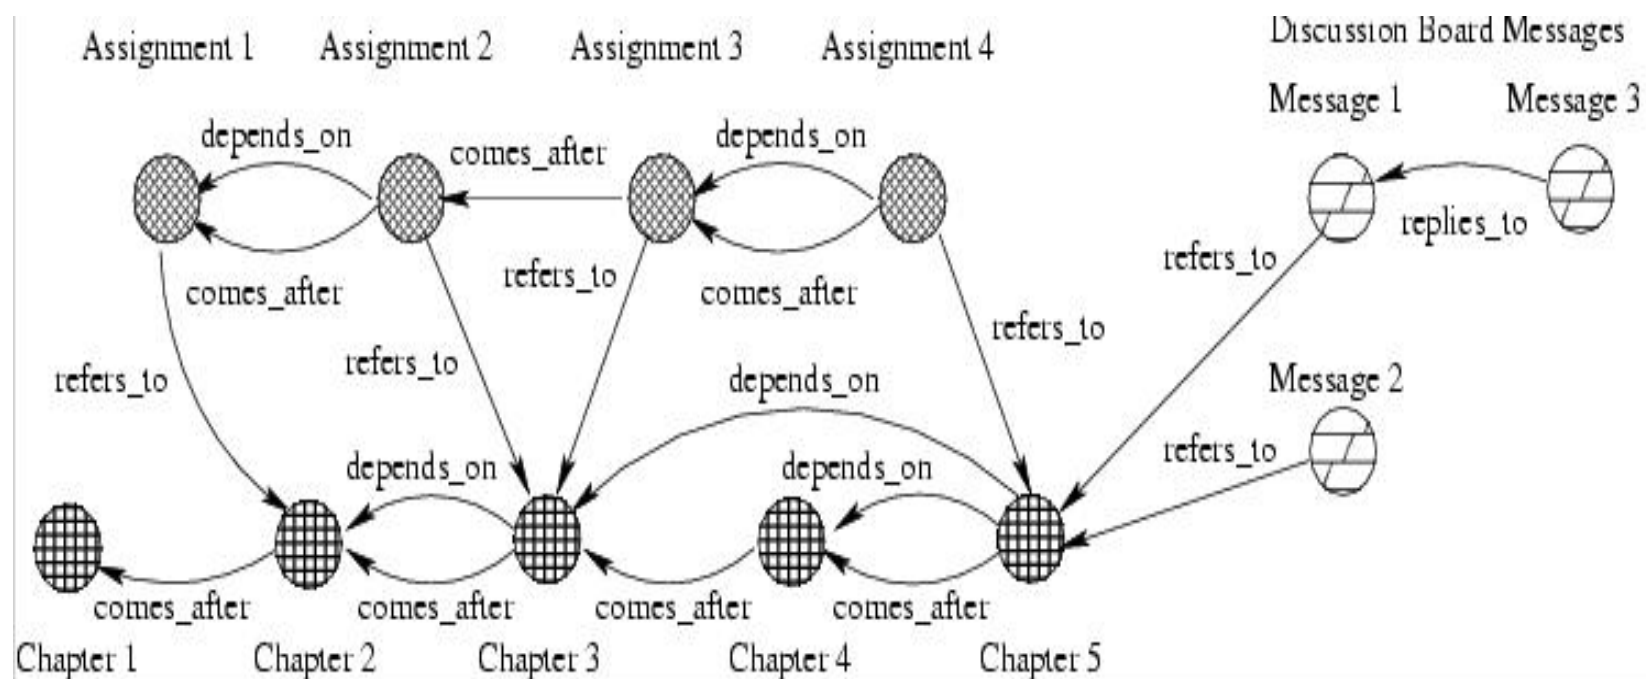 Discussion Board Messages
Assignment 1 Assignment 2 Assignment 3 Assignment 4
Message 1 Message 3
depends_on comes_after depends_on
replies_to
refers_to
refers_to
comes_after comes_after
refers_to
refers_to refers_to
depends_on Message 2
refers_to
depends_on depends_on
comes_after comes_after comes_after comes_after
Chapter 1 Chapter 2 Chapter 3 Chapter 4 Chapter 5